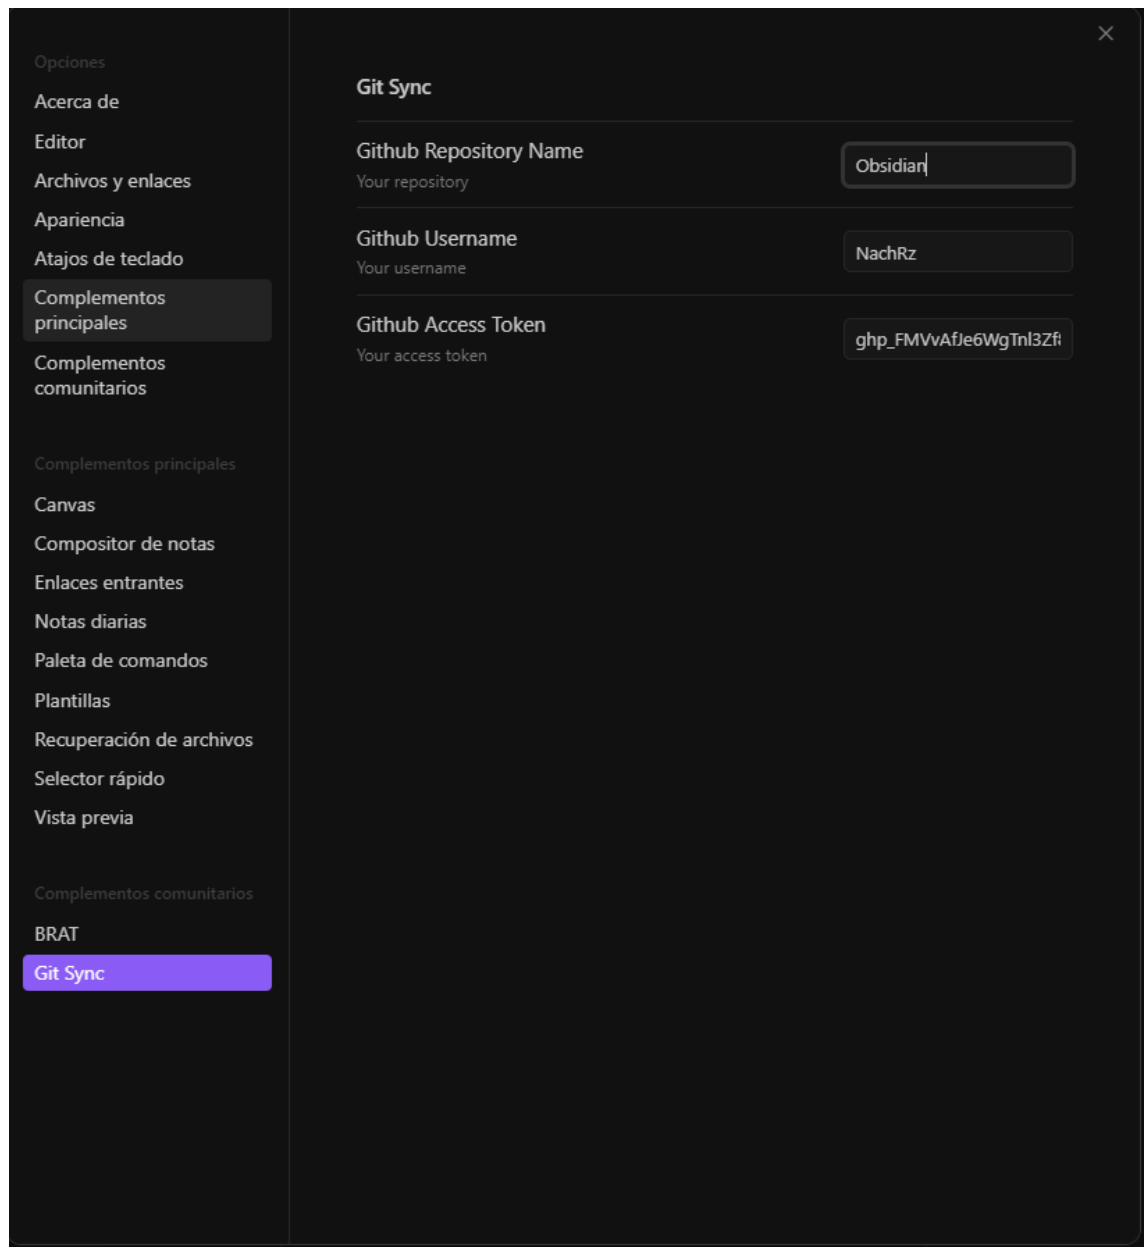 Opciones
Acerca de
Editor
Archivos y enlaces
Apariencia
Atajos de teclado
Complementos
principales
Complementos
comunitarios
Complementos principales
Canvas
Compositor de notas
Enlaces entrantes
Notas diarias
Paleta de comandos
Plantillas
Recuperación de archivos
Selector rápido
Vista previa
Complementos comunitarios
BRAT
Git Sync
Git Sync
Github Repository Name
Your repository
Obsidian
Github Username
Your username
NachRz
Github Access Token
Your access token